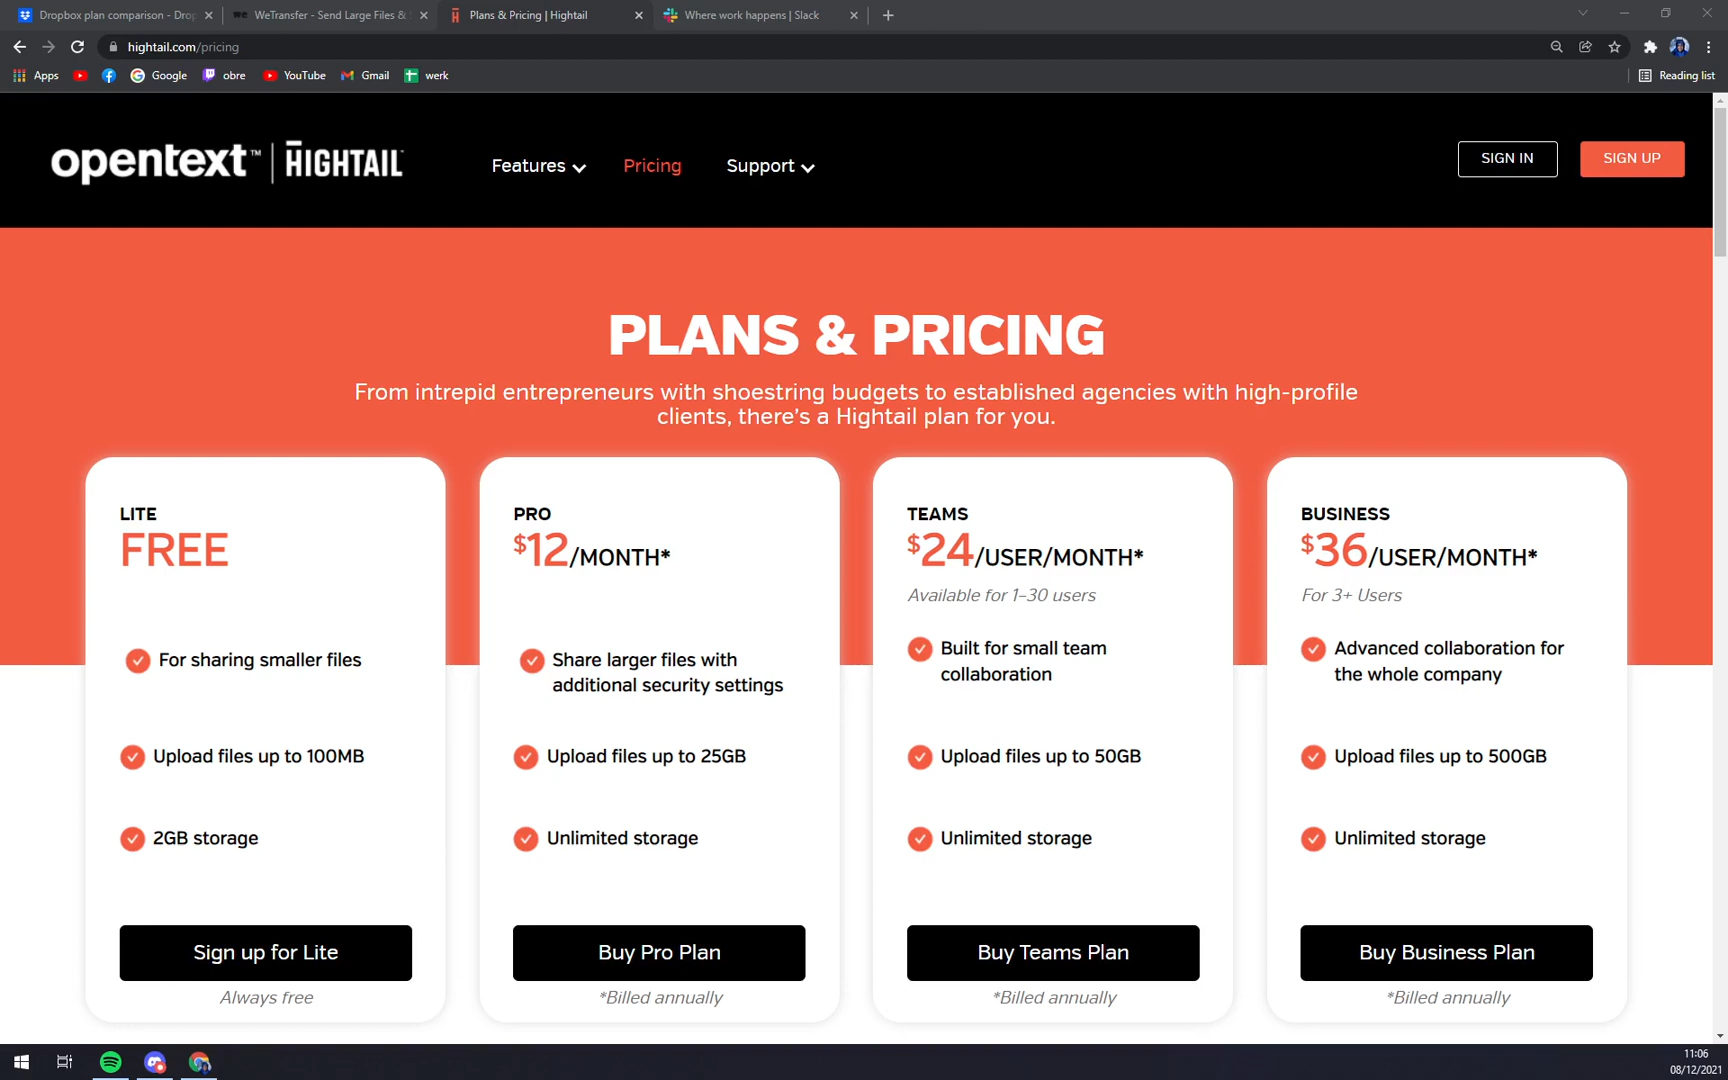 Dropbox plan comparison - Drop
WeTransfer - Send Large Files &
Plans & Pricing | Hightail
Where work happens | Slack
hightail.com/pricing
Apps
Google
obre
YouTube
Gmail
werk
Reading list
opentext™ | HIGHTAIL
Features
Pricing
Support
SIGN IN
SIGN UP
PLANS & PRICING
From intrepid entrepreneurs with shoestring budgets to established agencies with high-profile
clients, there's a Hightail plan for you.
LITE
FREE
For sharing smaller files
Upload files up to 100MB
2GB storage
Sign up for Lite
Always free
PRO
$12/MONTH*
Share larger files with
additional security settings
Upload files up to 25GB
Unlimited storage
Buy Pro Plan
*Billed annually
TEAMS
$24/USER/MONTH*
Available for 1-30 users
Built for small team
collaboration
Upload files up to 50GB
Unlimited storage
Buy Teams Plan
*Billed annually
BUSINESS
$36/USER/MONTH*
For 3+ Users
Advanced collaboration for
the whole company
Upload files up to 500GB
Unlimited storage
Buy Business Plan
*Billed annually
11:06
08/12/2021